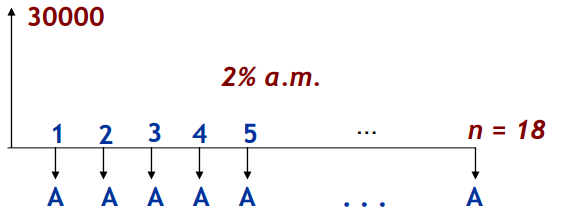 30000
2% a.m.
1 2 3 4 5 ... n = 18
A A A A A . . . A